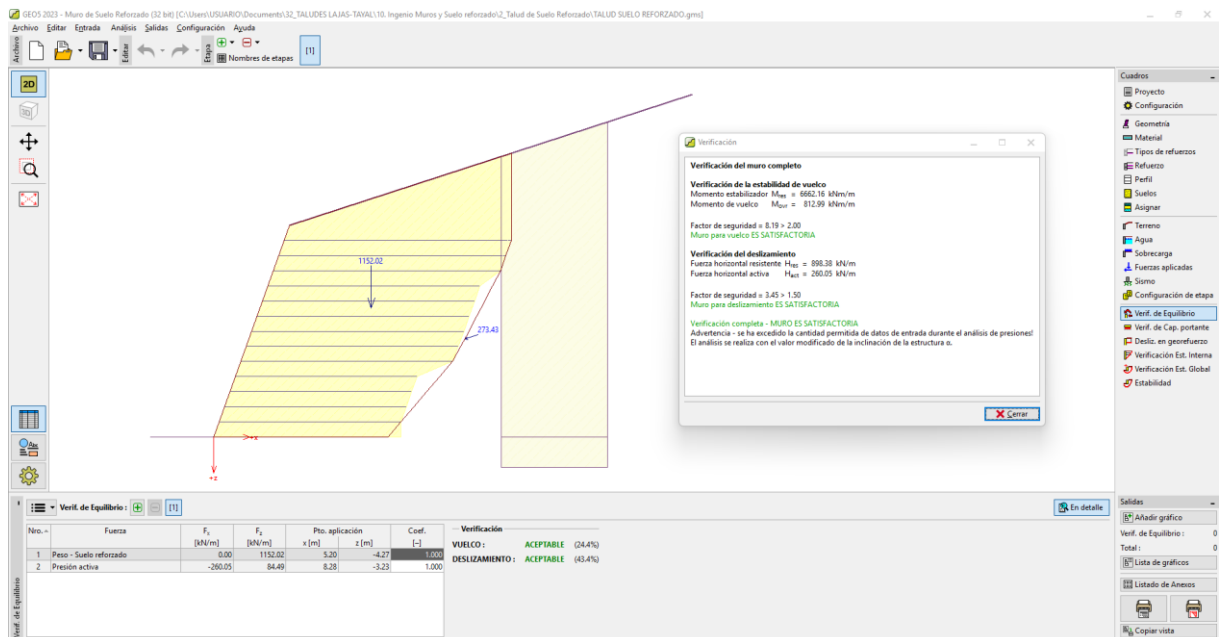 GEO5 2023 - Muro de Suelo Reforzado (32 bit) [C:\Users\USUARIO\Documents\32_TALUDES LAJAS-TAYAL\10. Ingenio Muros y Suelo reforzado\2_Talud de Suelo Reforzado\TALUD SUELO REFORZADO.gms]
Archivo Editar Entrada Análisis Salidas Configuración Ayuda
Archivo
Editar
Etapa
Nombres de etapas
[1]
2D
3D
1152.02
273.43
+x
+z
Verificación
Verificación del muro completo
Verificación de la estabilidad de vuelco
Momento estabilizador Mres = 6662.16 kNm/m
Momento de vuelco Movr = 812.99 kNm/m
Factor de seguridad = 8.19 > 2.00
Muro para vuelco ES SATISFACTORIA
Verificación del deslizamiento
Fuerza horizontal resistente Hres = 898.38 kN/m
Fuerza horizontal activa Hact = 260.05 kN/m
Factor de seguridad = 3.45 > 1.50
Muro para deslizamiento ES SATISFACTORIA
Verificación completa - MURO ES SATISFACTORIA
Advertencia - se ha excedido la cantidad permitida de datos de entrada durante el análisis de presiones!
El análisis se realiza con el valor modificado de la inclinación de la estructura α.
Cerrar
Cuadros
Proyecto
Configuración
Geometría
Material
Tipos de refuerzos
Refuerzo
Perfil
Suelos
Asignar
Terreno
Agua
Sobrecarga
Fuerzas aplicadas
Sismo
Configuración de etapa
Verif. de Equilibrio
Verif. de Cap. portante
Desliz. en georefuerzo
Verificación Est. Interna
Verificación Est. Global
Estabilidad
Verif. de Equilibrio : [1]
En detalle
Nro. Fuerza Fx Fz Pto. aplicación Coef.
[kN/m] [kN/m] x [m] z [m] [-]
1 Peso - Suelo reforzado 0.00 1152.02 5.20 -4.27 1.000
2 Presión activa -260.05 84.49 8.28 -3.23 1.000
Verificación
VUELCO : ACEPTABLE (24.4%)
DESLIZAMIENTO : ACEPTABLE (43.4%)
Verif. de Equilibrio
Salidas
Añadir gráfico
Verif. de Equilibrio : 0
Total : 0
Lista de gráficos
Listado de Anexos
Copiar vista